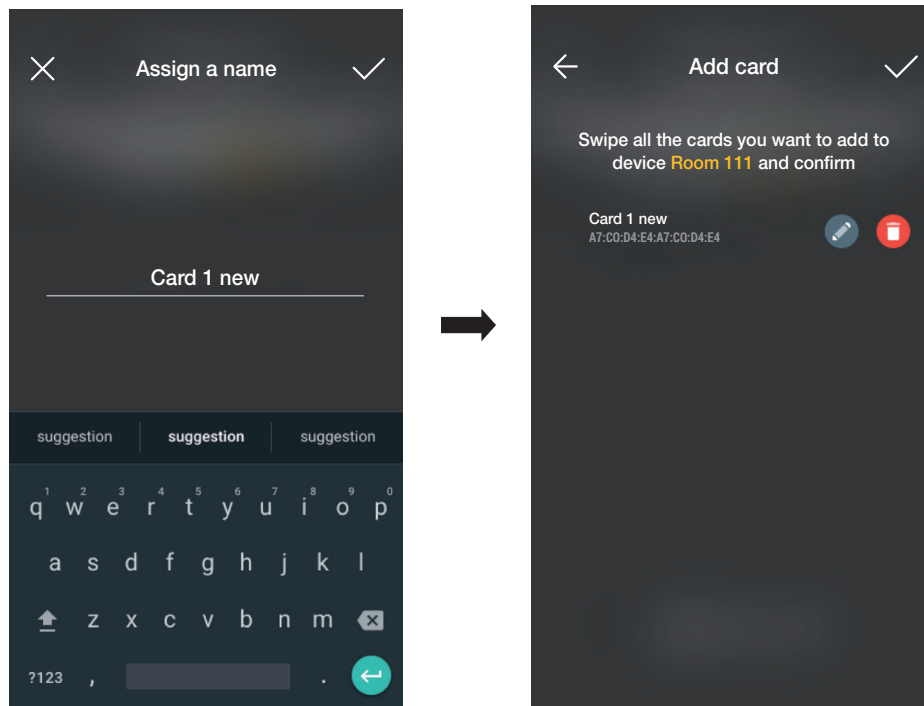 Assign a name
Card 1 new
suggestion suggestion suggestion
1 2 3 4 5 6 7 8 9 0
q w e r t y u i o p
a s d f g h j k l
z x c v b n m
?123 , .
Add card
Swipe all the cards you want to add to
device Room 111 and confirm
Card 1 new
A7:C0:D4:E4:A7:C0:D4:E4